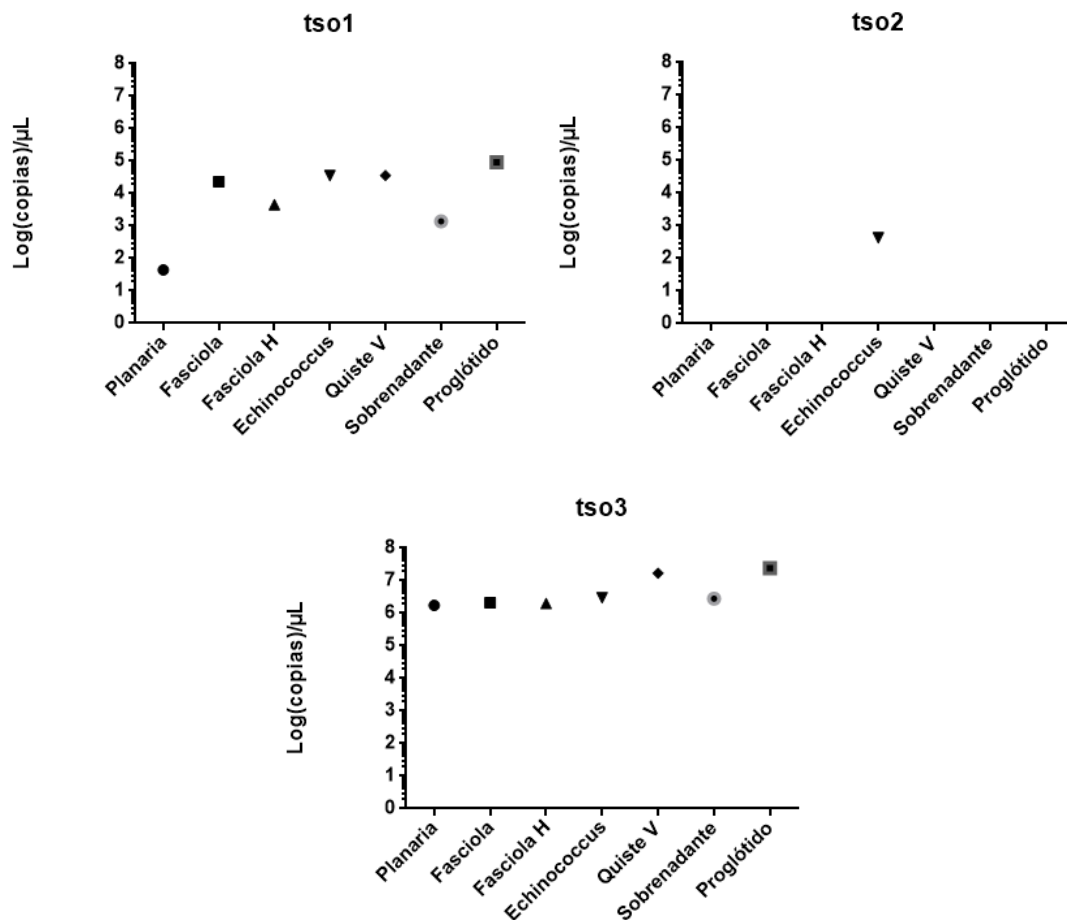 tso1
Log(copias)/µL
8
7
6
5
4
3
2
1
0
Planaria
Fasciola
Fasciola H
Echinococcus
Quiste V
Sobrenadante
Proglótido
tso2
Log(copias)/µL
8
7
6
5
4
3
2
1
0
Planaria
Fasciola
Fasciola H
Echinococcus
Quiste V
Sobrenadante
Proglótido
tso3
Log(copias)/µL
8
7
6
5
4
3
2
1
0
Planaria
Fasciola
Fasciola H
Echinococcus
Quiste V
Sobrenadante
Proglótido